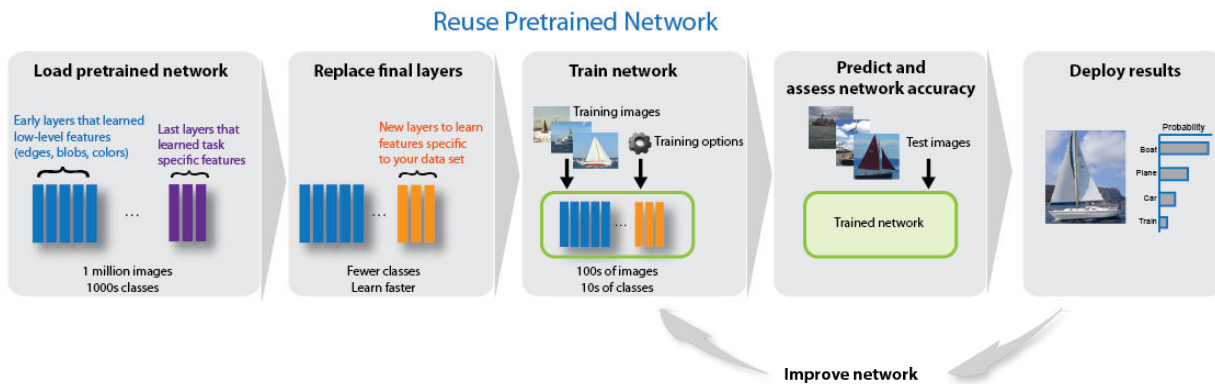 Reuse Pretrained Network
Load pretrained network
Early layers that learned
low-level features
(edges, blobs, colors)
Last layers that
learned task
specific features
...
1 million images
1000s classes
Replace final layers
New layers to learn
features specific
to your data set
...
Fewer classes
Learn faster
Train network
Training images
Training options
...
100s of images
10s of classes
Predict and
assess network accuracy
Test images
Trained network
Deploy results
Probability
Boat
Plane
Car
Train
Improve network